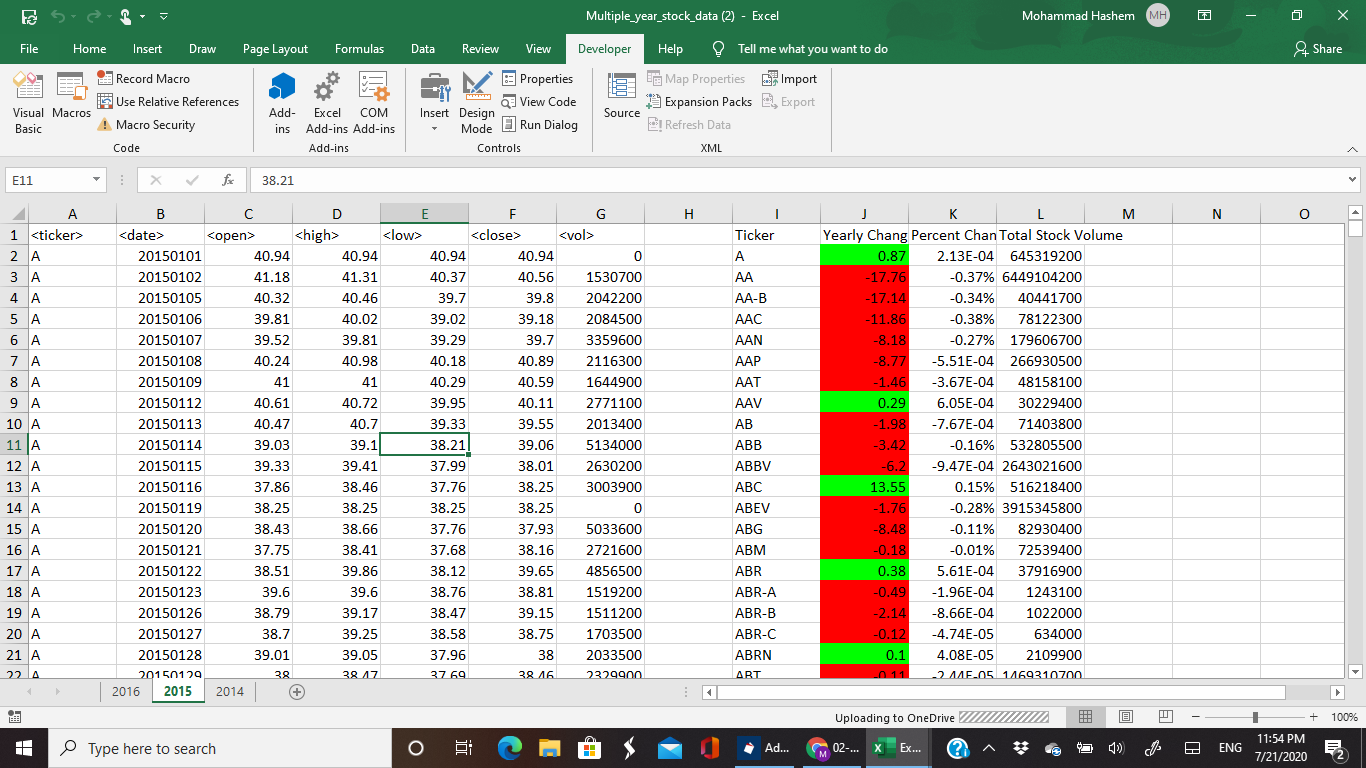 Multiple_year_stock_data (2) - Excel
Mohammad Hashem MH
File Home Insert Draw Page Layout Formulas Data Review View Developer Help Tell me what you want to do Share
Visual Basic
Macros
Record Macro
Use Relative References
Macro Security
Code
Add-ins
Excel Add-ins
COM Add-ins
Add-ins
Insert
Design Mode
Properties
View Code
Run Dialog
Controls
Source
Map Properties
Expansion Packs
Refresh Data
Import
Export
XML
E11 fx 38.21
A B C D E F G H I J K L M N O
1 <ticker> <date> <open> <high> <low> <close> <vol> Ticker Yearly Chang Percent Chan Total Stock Volume
2 A 20150101 40.94 40.94 40.94 40.94 0 A 0.87 2.13E-04 645319200
3 A 20150102 41.18 41.31 40.37 40.56 1530700 AA -17.76 -0.37% 6449104200
4 A 20150105 40.32 40.46 39.7 39.8 2042200 AA-B -17.14 -0.34% 40441700
5 A 20150106 39.81 40.02 39.02 39.18 2084500 AAC -11.86 -0.38% 78122300
6 A 20150107 39.52 39.81 39.29 39.7 3359600 AAN -8.18 -0.27% 179606700
7 A 20150108 40.24 40.98 40.18 40.89 2116300 AAP -8.77 -5.51E-04 266930500
8 A 20150109 41 41 40.29 40.59 1644900 AAT -1.46 -3.67E-04 48158100
9 A 20150112 40.61 40.72 39.95 40.11 2771100 AAV 0.29 6.05E-04 30229400
10 A 20150113 40.47 40.7 39.33 39.55 2013400 AB -1.98 -7.67E-04 71403800
11 A 20150114 39.03 39.1 38.21 39.06 5134000 ABB -3.42 -0.16% 532805500
12 A 20150115 39.33 39.41 37.99 38.01 2630200 ABBV -6.2 -9.47E-04 2643021600
13 A 20150116 37.86 38.46 37.76 38.25 3003900 ABC 13.55 0.15% 516218400
14 A 20150119 38.25 38.25 38.25 38.25 0 ABEV -1.76 -0.28% 3915345800
15 A 20150120 38.43 38.66 37.76 37.93 5033600 ABG -8.48 -0.11% 82930400
16 A 20150121 37.75 38.41 37.68 38.16 2721600 ABM -0.18 -0.01% 72539400
17 A 20150122 38.51 39.86 38.12 39.65 4856500 ABR 0.38 5.61E-04 37916900
18 A 20150123 39.6 39.6 38.76 38.81 1519200 ABR-A -0.49 -1.96E-04 1243100
19 A 20150126 38.79 39.17 38.47 39.15 1511200 ABR-B -2.14 -8.66E-04 1022000
20 A 20150127 38.7 39.25 38.58 38.75 1703500 ABR-C -0.12 -4.74E-05 634000
21 A 20150128 39.01 39.05 37.96 38 2033500 ABRN 0.1 4.08E-05 2109900
22 A 20150129 38 38.47 37.69 38.46 2329900 ABT -0.11 -2.44E-05 1469310700
2016 2015 2014
Uploading to OneDrive 100%
Type here to search
Ad... 02-... Ex... ENG
11:54 PM
7/21/2020
2